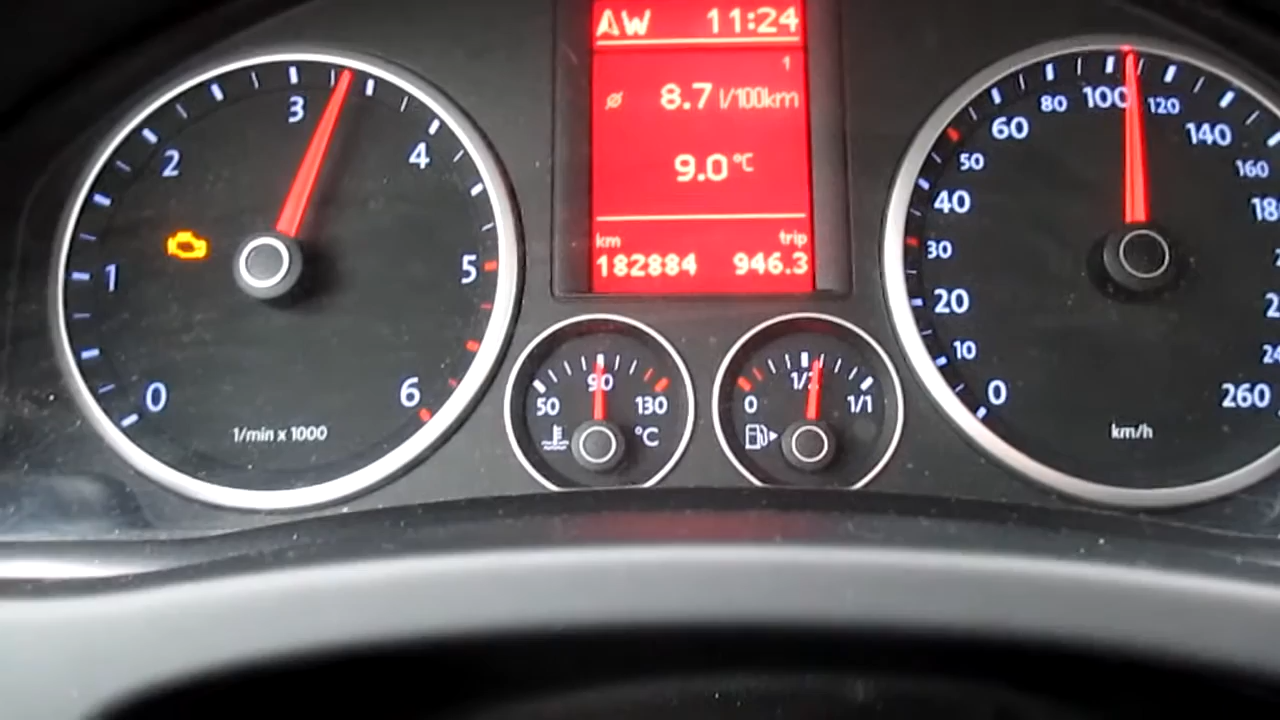 AW 11:24
1
ø 8.7 l/100km
9.0 °C
km trip
182884 946.3
0 1 2 3 4 5 6
1/min x 1000
50 90 130
°C
0 1/2 1/1
0 10 20 30 40 50 60 80 100 120 140 160 260
km/h